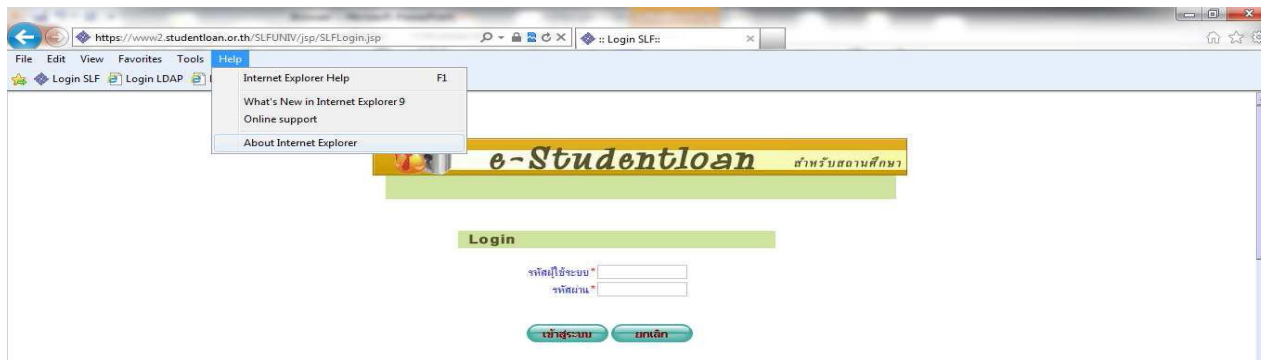 https://www2.studentloan.or.th/SLFUNIV/jsp/SLFLogin.jsp
:: Login SLF::
File Edit View Favorites Tools Help
Login SLF Login LDAP
Internet Explorer Help F1
What's New in Internet Explorer 9
Online support
About Internet Explorer
e-Studentloan สำหรับสถานศึกษา
Login
รหัสผู้ใช้ระบบ *
รหัสผ่าน *
เข้าสู่ระบบ ยกเลิก